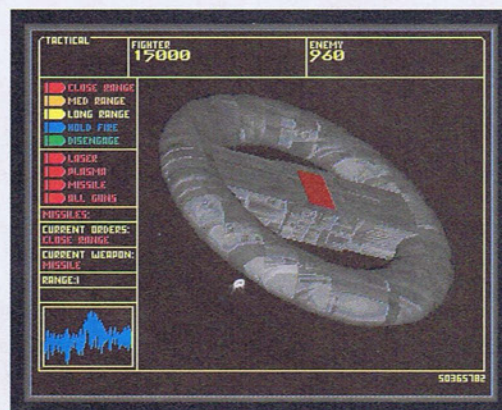 TACTICAL
FIGHTER
15000
ENEMY
960
CLOSE RANGE
MED RANGE
LONG RANGE
HOLD FIRE
DISENGAGE
LASER
PLASMA
MISSILE
ALL GUNS
MISSILES:
CURRENT ORDERS:
CLOSE RANGE
CURRENT WEAPON:
MISSILE
RANGE:1
50365782